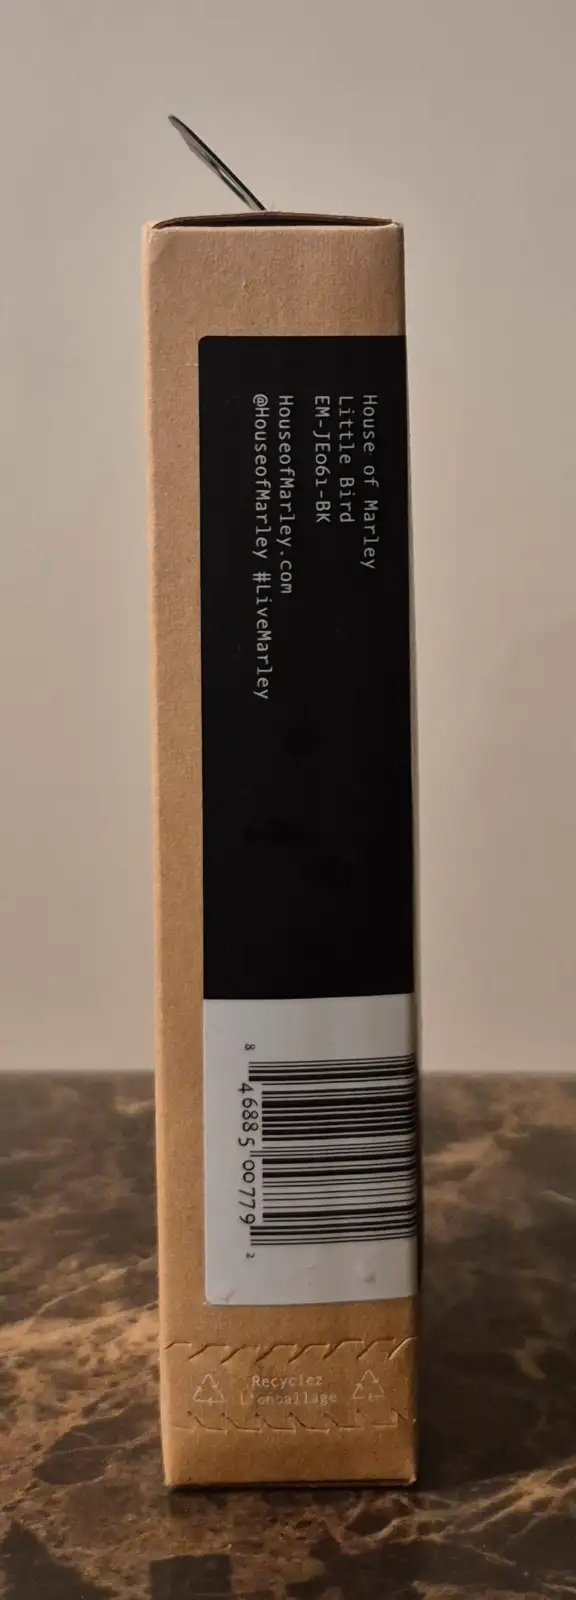 House of Marley
Little Bird
EM-JE061-BK
HouseofMarley.com
@HouseofMarley #LiveMarley
8 46885 00779 2
Recyclez
L'emballage